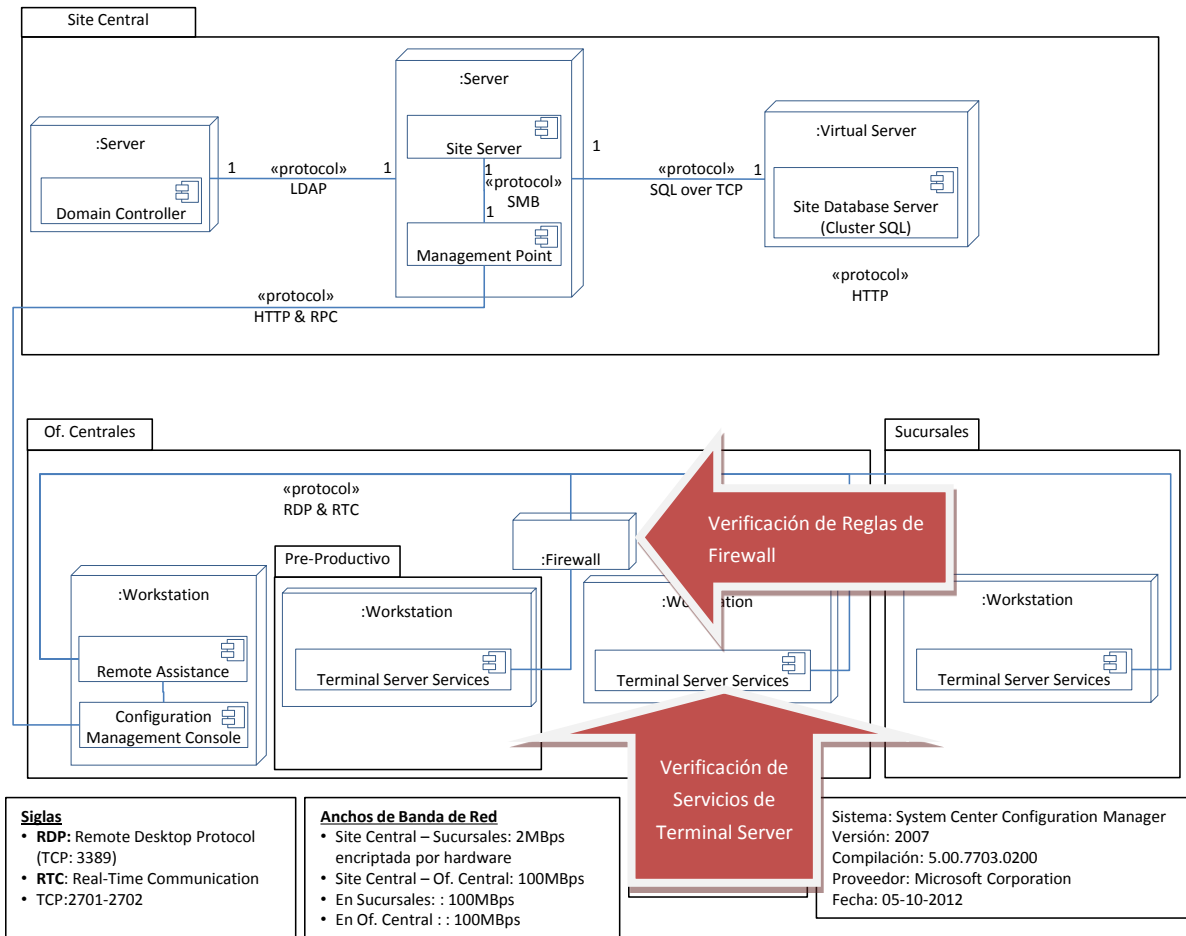 Site Central
:Server
Domain Controller
1
«protocol»
LDAP
1
:Server
Site Server
1
«protocol»
SMB
1
Management Point
1
«protocol»
SQL over TCP
1
:Virtual Server
Site Database Server
(Cluster SQL)
«protocol»
HTTP
«protocol»
HTTP & RPC
Of. Centrales
«protocol»
RDP & RTC
:Workstation
Remote Assistance
Configuration
Management Console
Pre-Productivo
:Workstation
Terminal Server Services
:Firewall
Verificación de Reglas de
Firewall
Terminal Server Services
Verificación de
Servicios de
Terminal Server
Sucursales
:Workstation
Terminal Server Services
Siglas
• RDP: Remote Desktop Protocol
(TCP: 3389)
• RTC: Real-Time Communication
• TCP:2701-2702
Anchos de Banda de Red
• Site Central – Sucursales: 2MBps
encriptada por hardware
• Site Central – Of. Central: 100MBps
• En Sucursales: : 100MBps
• En Of. Central : : 100MBps
Sistema: System Center Configuration Manager
Versión: 2007
Compilación: 5.00.7703.0200
Proveedor: Microsoft Corporation
Fecha: 05-10-2012